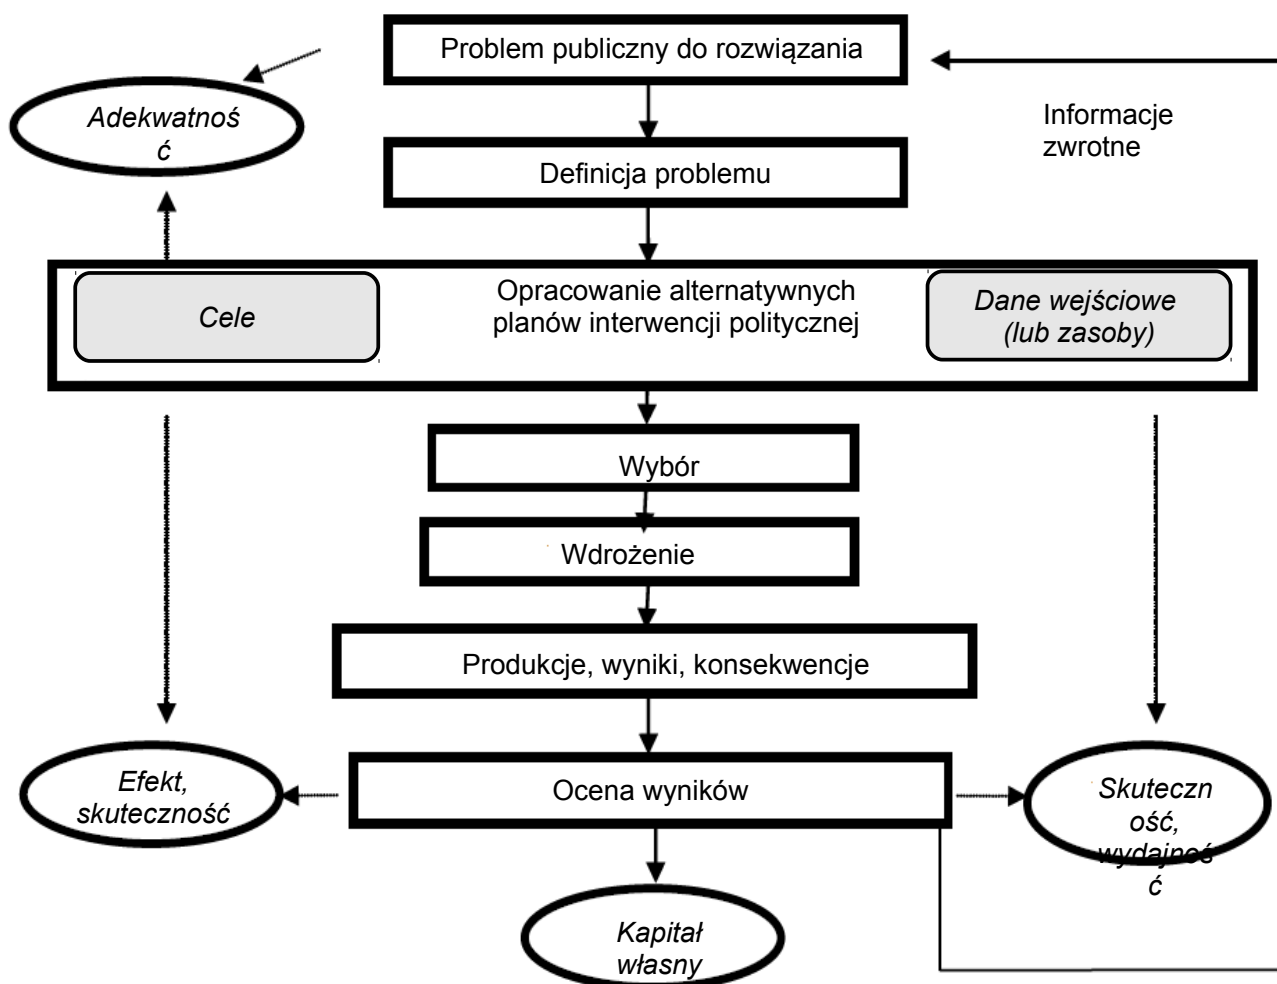 Problem publiczny do rozwiązania
Adekwatnoś
ć
Informacje
zwrotne
Definicja problemu
Cele
Opracowanie alternatywnych
planów interwencji politycznej
Dane wejściowe
(lub zasoby)
Wybór
Wdrożenie
Produkcje, wyniki, konsekwencje
Efekt,
skuteczność
Ocena wyników
Skuteczn
ość,
wydajnoś
ć
Kapitał
własny